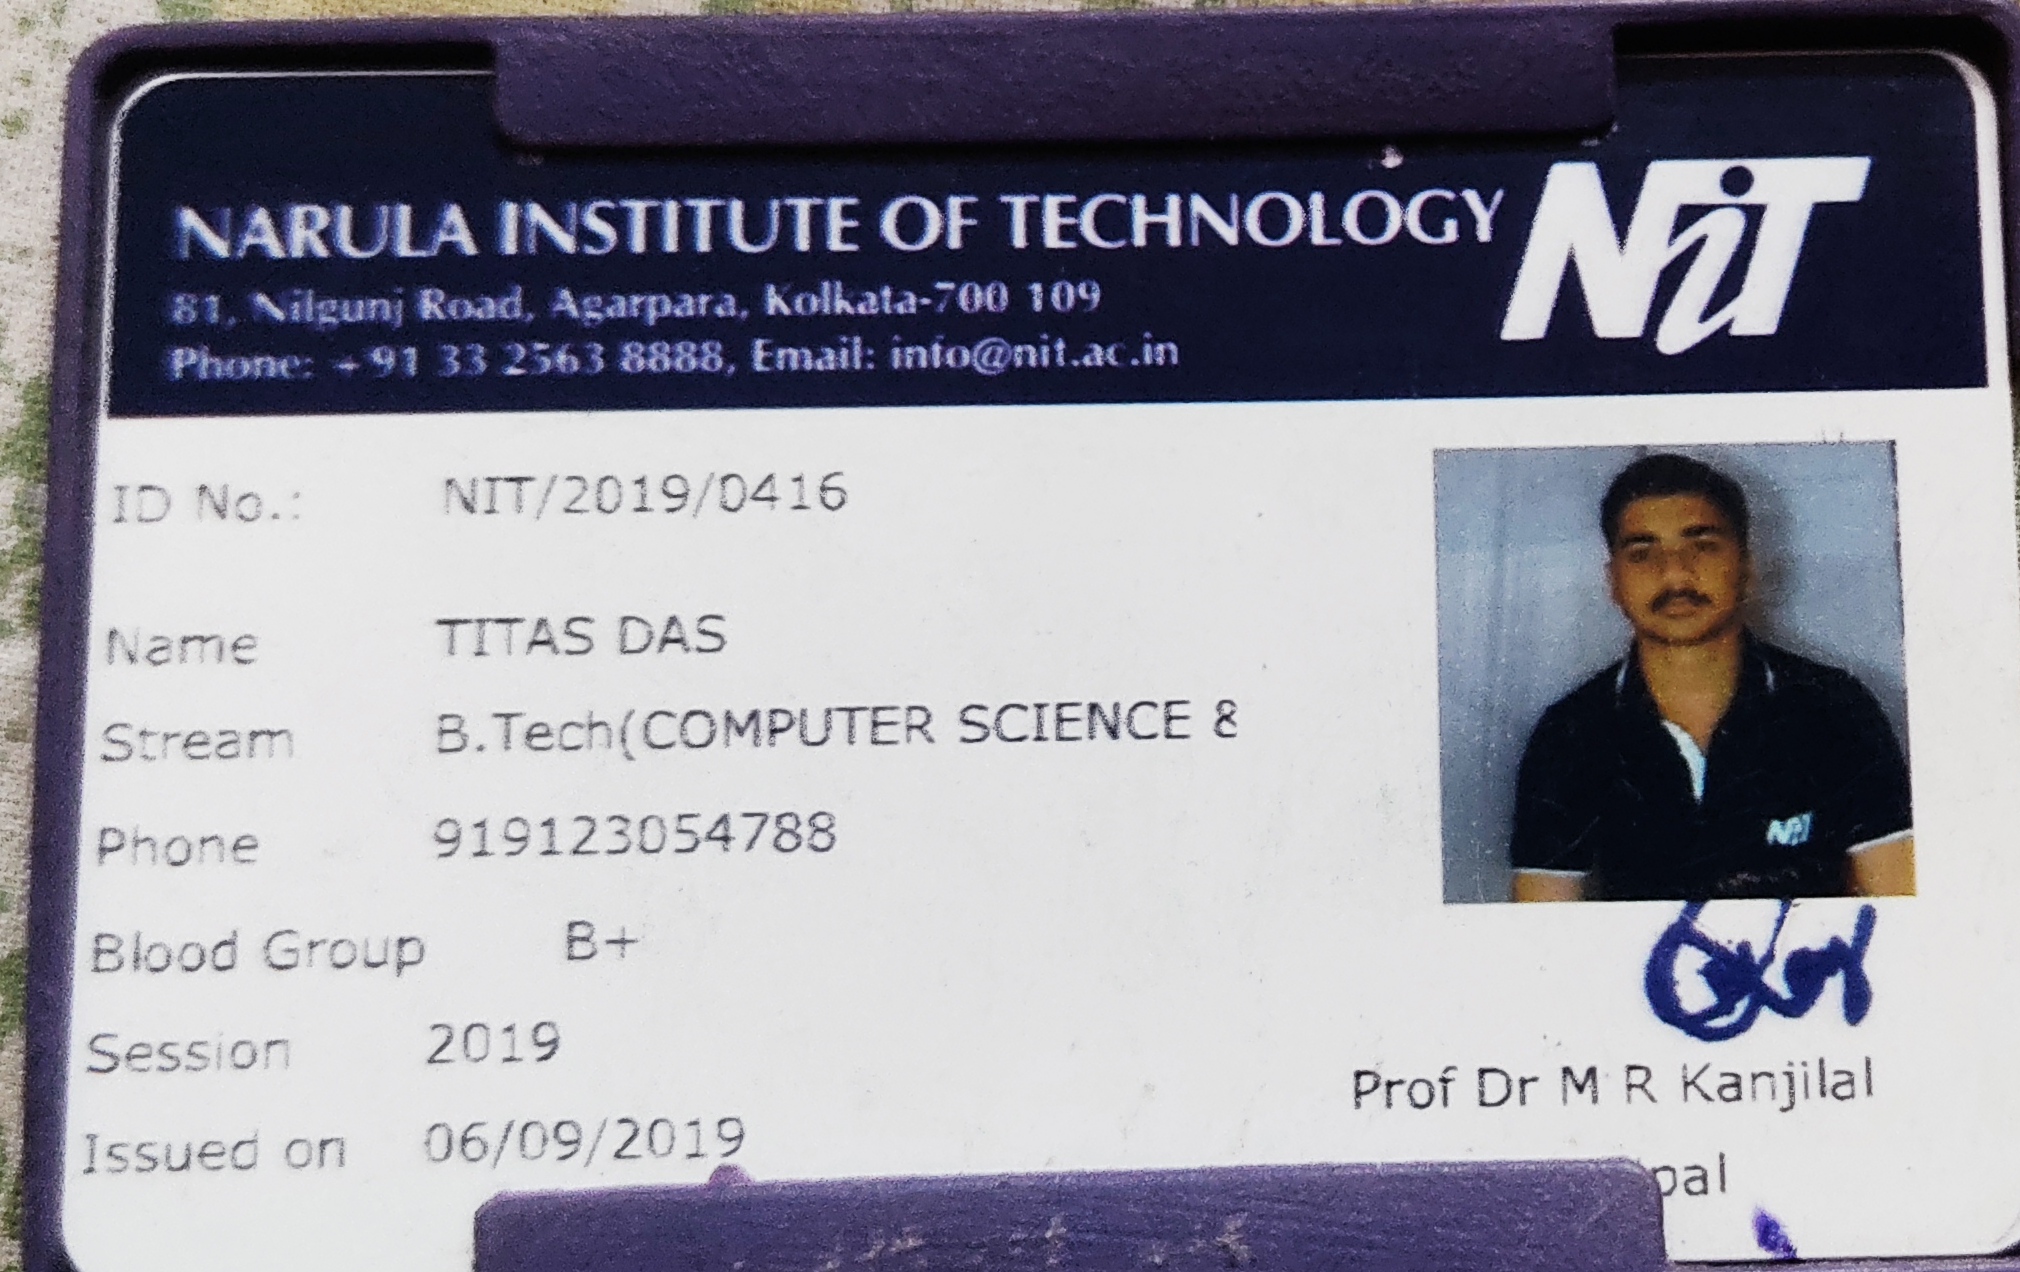 NARULA INSTITUTE OF TECHNOLOGY
NiT
81, Nilgunj Road, Agarpara, Kolkata-700 109
Phone: +91 33 2563 8888, Email: info@nit.ac.in
ID No.: NIT/2019/0416
Name TITAS DAS
Stream B.Tech(COMPUTER SCIENCE &
Phone 919123054788
NiT
Blood Group B+
Session 2019
Prof Dr M R Kanjilal
Issued on 06/09/2019
pal